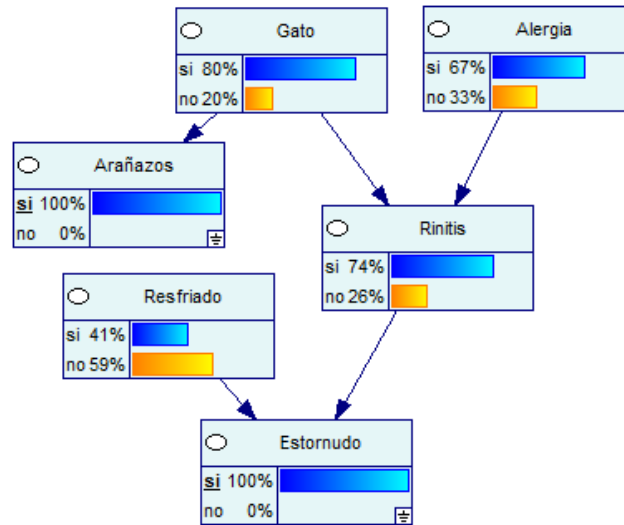 Gato
si 80%
no 20%
Alergia
si 67%
no 33%
Arañazos
si 100%
no 0%
Rinitis
si 74%
no 26%
Resfriado
si 41%
no 59%
Estornudo
si 100%
no 0%